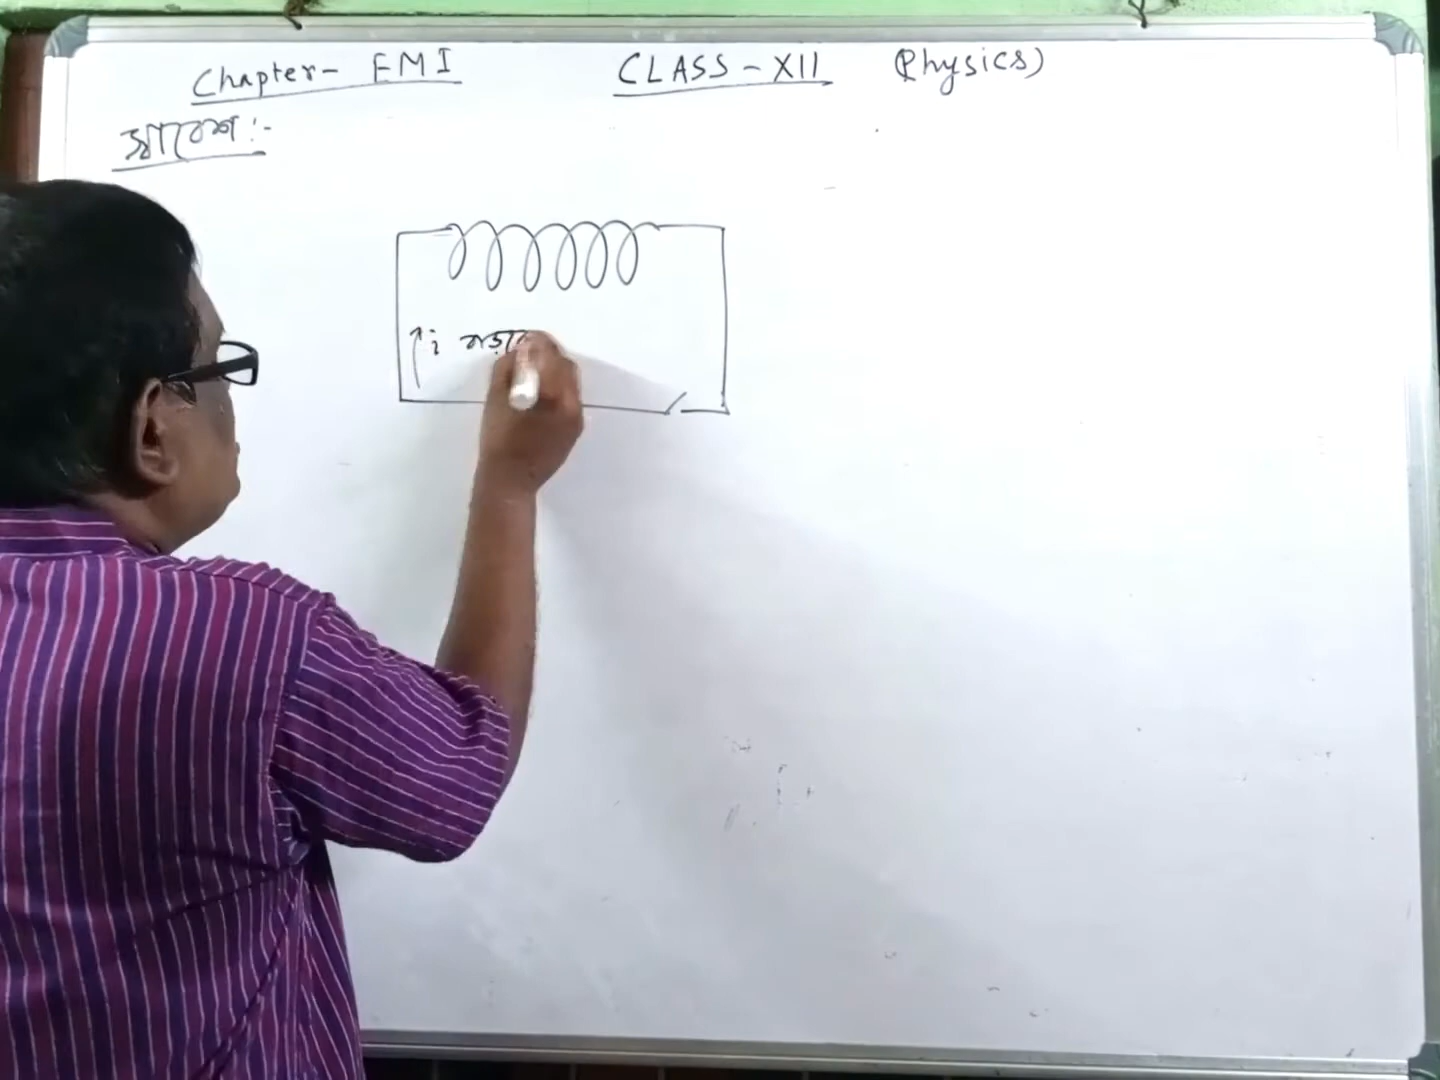 Chapter- EMI CLASS - XII (Physics)
স্বাবেশ :-
i